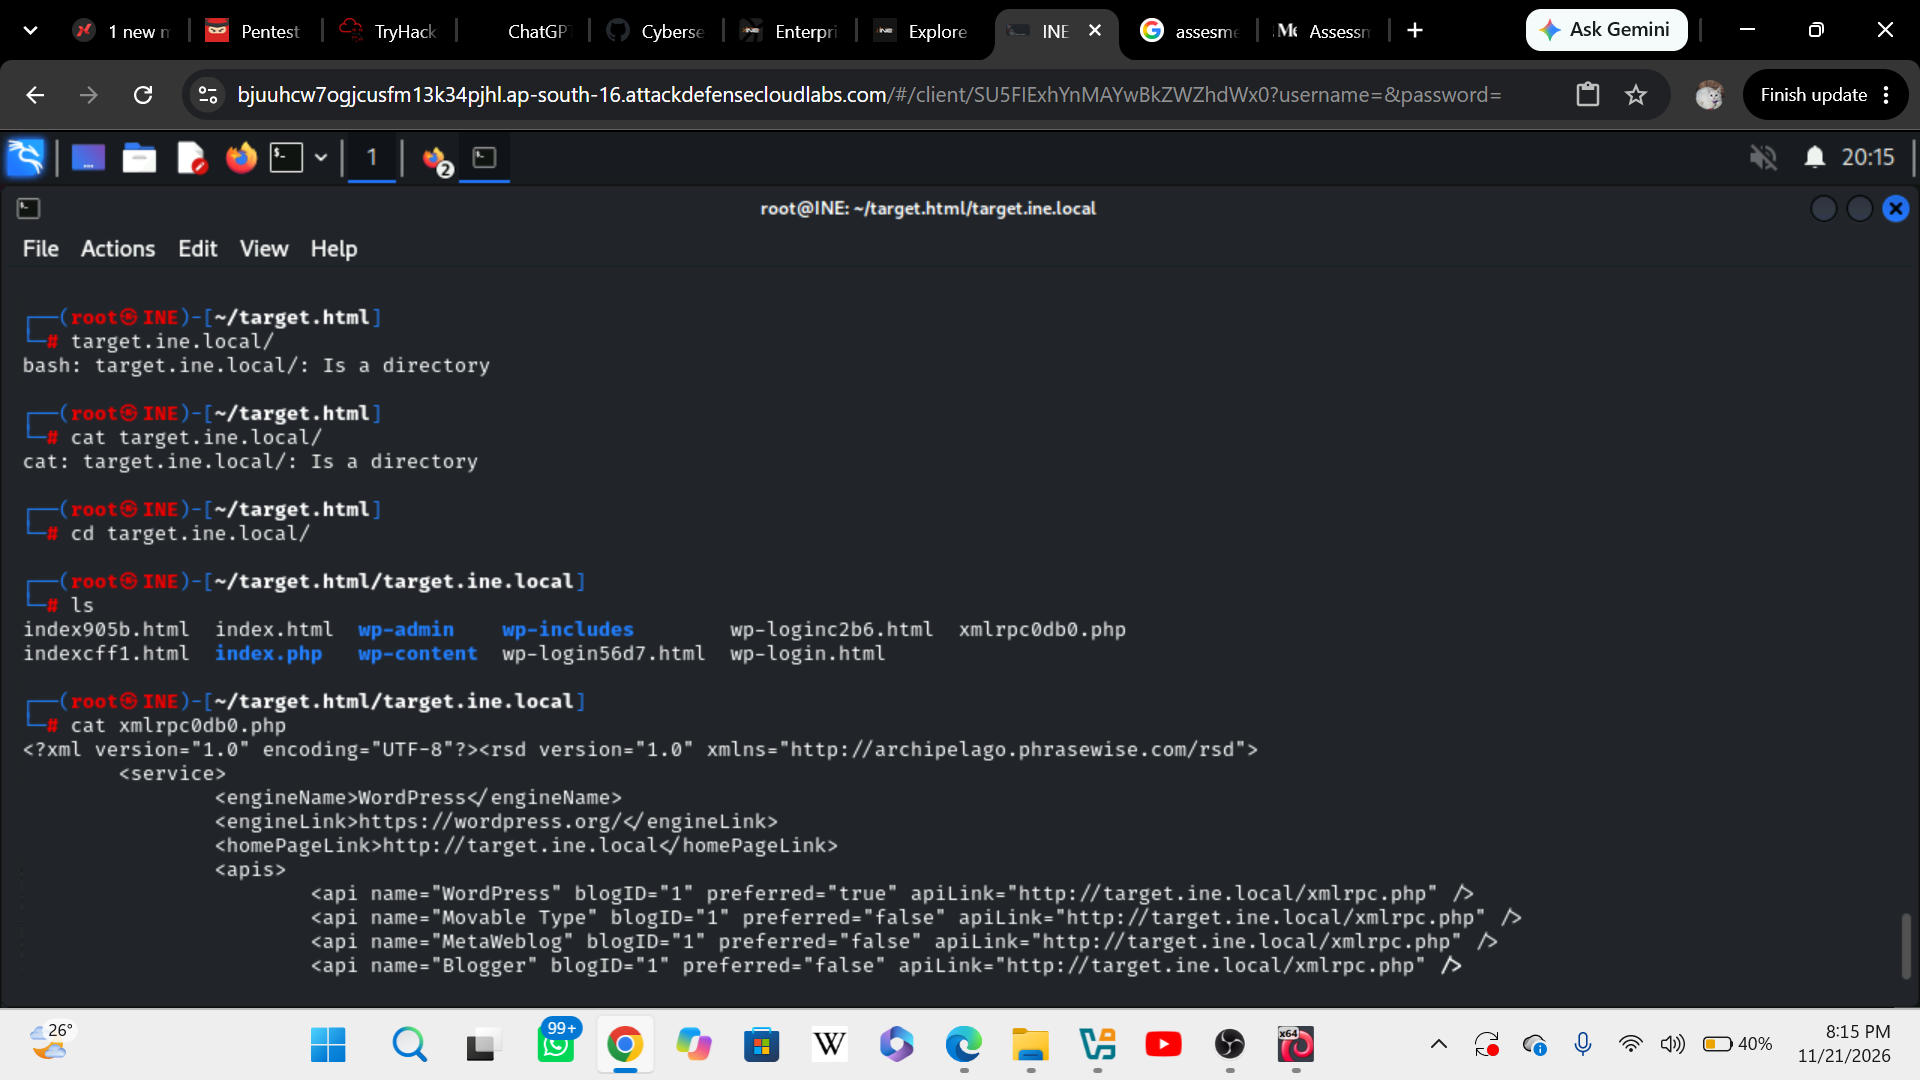 1 new m
Pentest
TryHack
ChatGP
Cyberse
Enterpri
Explore
INE
assesme
Assessm
Ask Gemini
bjuuhcw7ogjcusfm13k34pjhl.ap-south-16.attackdefensecloudlabs.com/#/client/SU5FIExhYnMAYwBkZWZhdWx0?username=&password=
Finish update
1
2
20:15
root@INE: ~/target.html/target.ine.local
File Actions Edit View Help
┌──(root㉿INE)-[~/target.html]
└─# target.ine.local/
bash: target.ine.local/: Is a directory
┌──(root㉿INE)-[~/target.html]
└─# cat target.ine.local/
cat: target.ine.local/: Is a directory
┌──(root㉿INE)-[~/target.html]
└─# cd target.ine.local/
┌──(root㉿INE)-[~/target.html/target.ine.local]
└─# ls
index905b.html index.html wp-admin wp-includes wp-loginc2b6.html xmlrpc0db0.php
indexcff1.html index.php wp-content wp-login56d7.html wp-login.html
┌──(root㉿INE)-[~/target.html/target.ine.local]
└─# cat xmlrpc0db0.php
<?xml version="1.0" encoding="UTF-8"?><rsd version="1.0" xmlns="http://archipelago.phrasewise.com/rsd">
<service>
<engineName>WordPress</engineName>
<engineLink>https://wordpress.org/</engineLink>
<homePageLink>http://target.ine.local</homePageLink>
<apis>
<api name="WordPress" blogID="1" preferred="true" apiLink="http://target.ine.local/xmlrpc.php" />
<api name="Movable Type" blogID="1" preferred="false" apiLink="http://target.ine.local/xmlrpc.php" />
<api name="MetaWeblog" blogID="1" preferred="false" apiLink="http://target.ine.local/xmlrpc.php" />
<api name="Blogger" blogID="1" preferred="false" apiLink="http://target.ine.local/xmlrpc.php" />
26°
99+
W
x64
40%
8:15 PM
11/21/2026